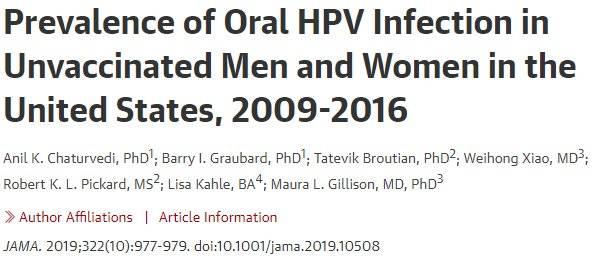 Prevalence of Oral HPV Infection in
Unvaccinated Men and Women in the
United States, 2009-2016
Anil K. Chaturvedi, PhD1; Barry I. Graubard, PhD1; Tatevik Broutian, PhD2; Weihong Xiao, MD3;
Robert K. L. Pickard, MS2; Lisa Kahle, BA4; Maura L. Gillison, MD, PhD3
» Author Affiliations | Article Information
JAMA. 2019;322(10):977-979. doi:10.1001/jama.2019.10508